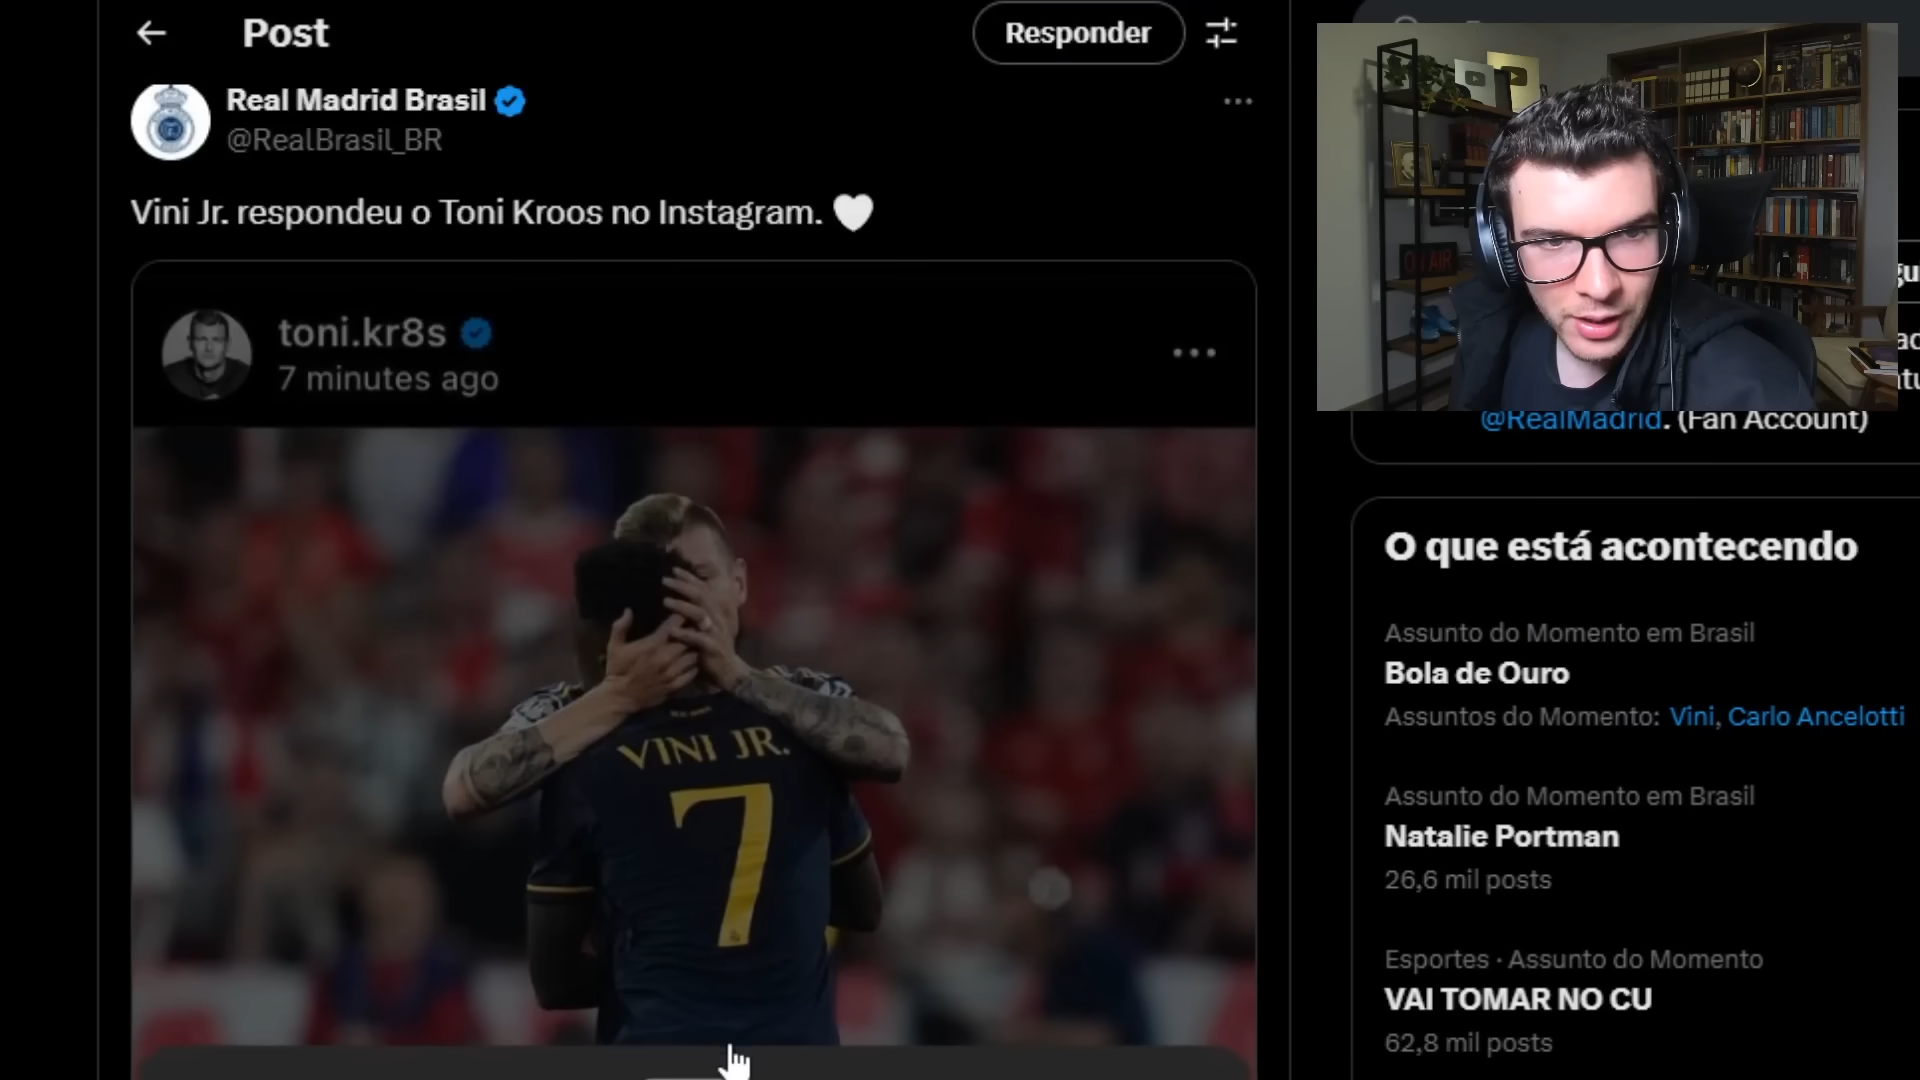 Post
Responder
Real Madrid Brasil
@RealBrasil_BR
Vini Jr. respondeu o Toni Kroos no Instagram. 🤍
toni.kr8s
7 minutes ago
VINI JR.
7
ON AIR
@RealMadrid. (Fan Account)
O que está acontecendo
Assunto do Momento em Brasil
Bola de Ouro
Assuntos do Momento: Vini, Carlo Ancelotti
Assunto do Momento em Brasil
Natalie Portman
26,6 mil posts
Esportes · Assunto do Momento
VAI TOMAR NO CU
62,8 mil posts